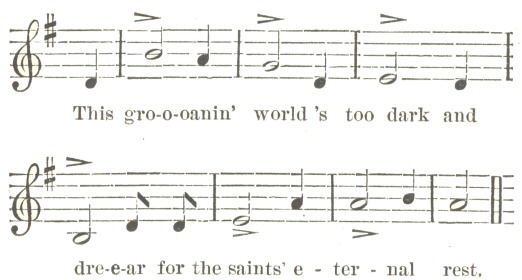 This gro-o-oanin' world 's too dark and
dre-e-ar for the saints' e - ter - nal rest,